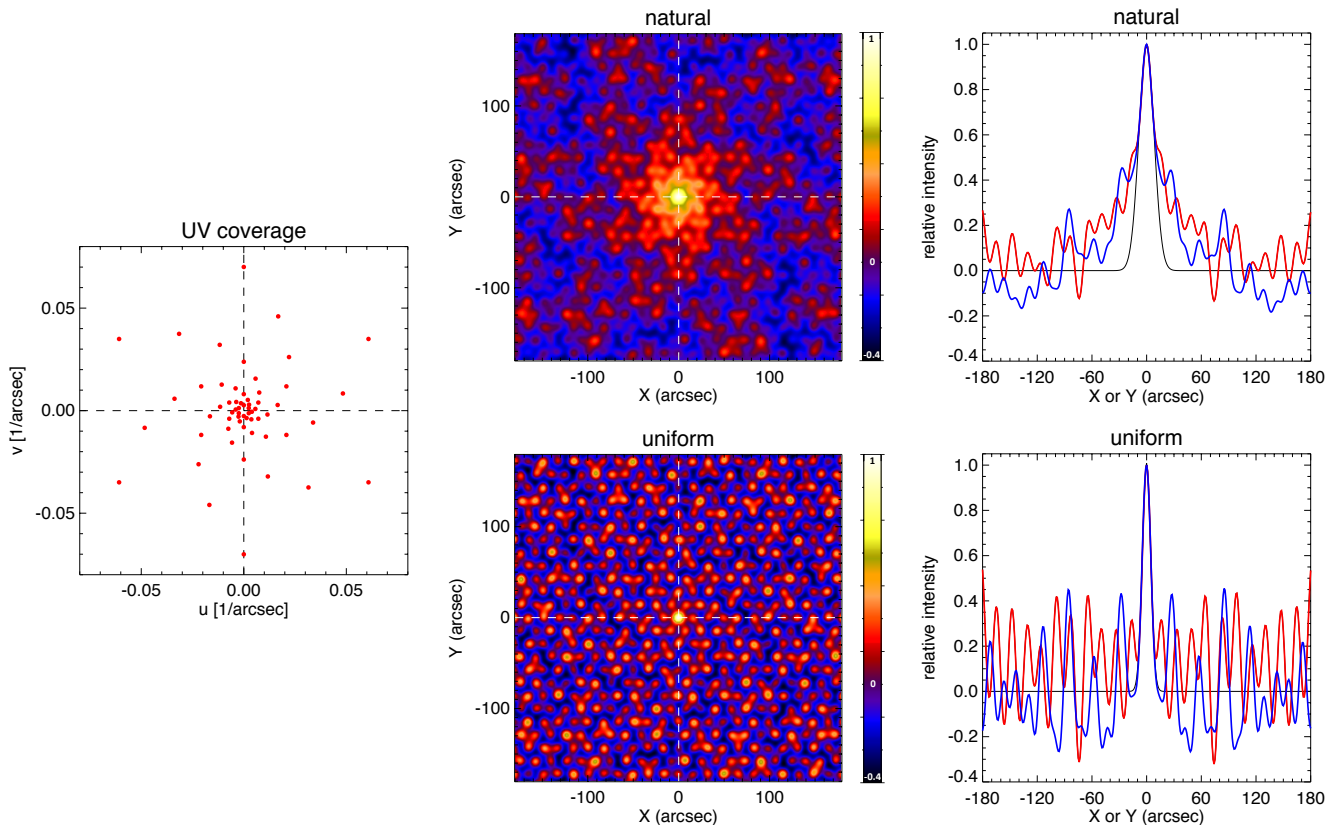 UV coverage
v [1/arcsec]
0.05
0.00
-0.05
-0.05 0.00 0.05
u [1/arcsec]
natural
Y (arcsec)
100
0
-100
-100 0 100
X (arcsec)
1
0
-0.4
natural
relative intensity
1.0
0.8
0.6
0.4
0.2
0.0
-0.2
-0.4
-180 -120 -60 0 60 120 180
X or Y (arcsec)
uniform
Y (arcsec)
100
0
-100
-100 0 100
X (arcsec)
1
0
-0.4
uniform
relative intensity
1.0
0.8
0.6
0.4
0.2
0.0
-0.2
-0.4
-180 -120 -60 0 60 120 180
X or Y (arcsec)